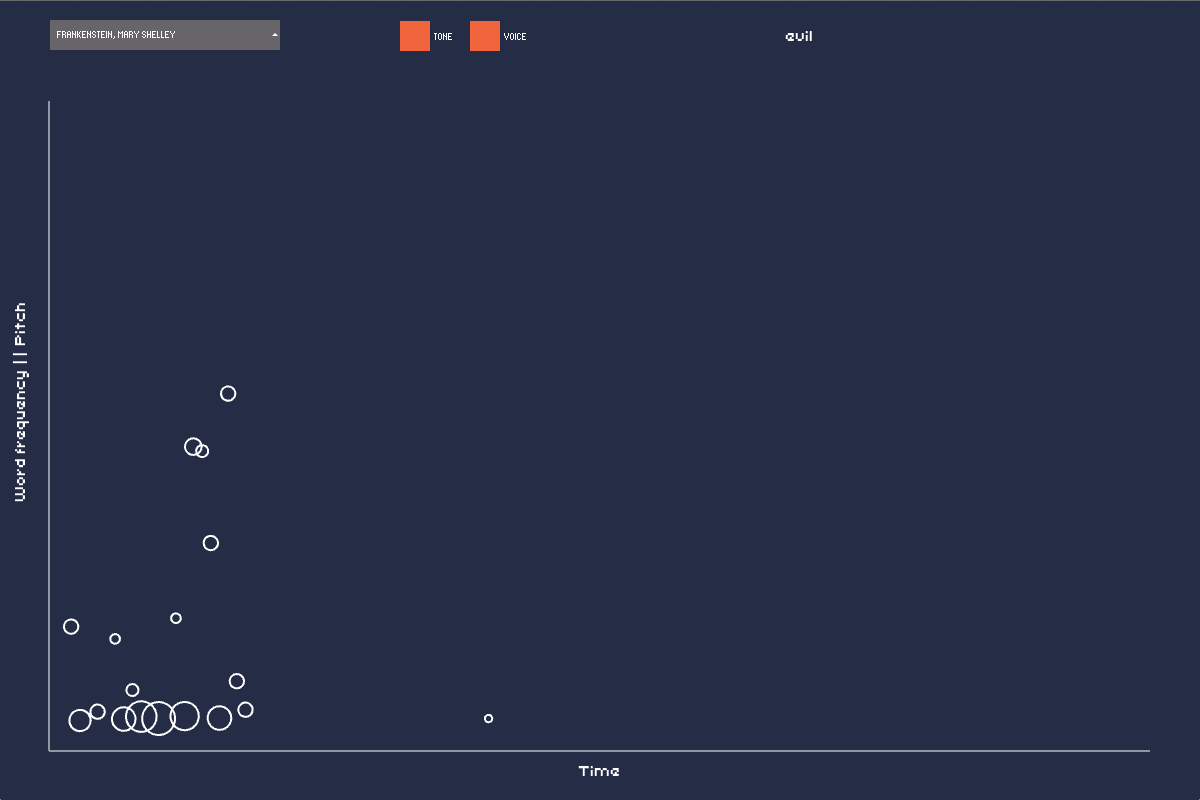 FRANKENSTEIN, MARY SHELLEY
TONE
VOICE
evil
Word frequency || Pitch
Time